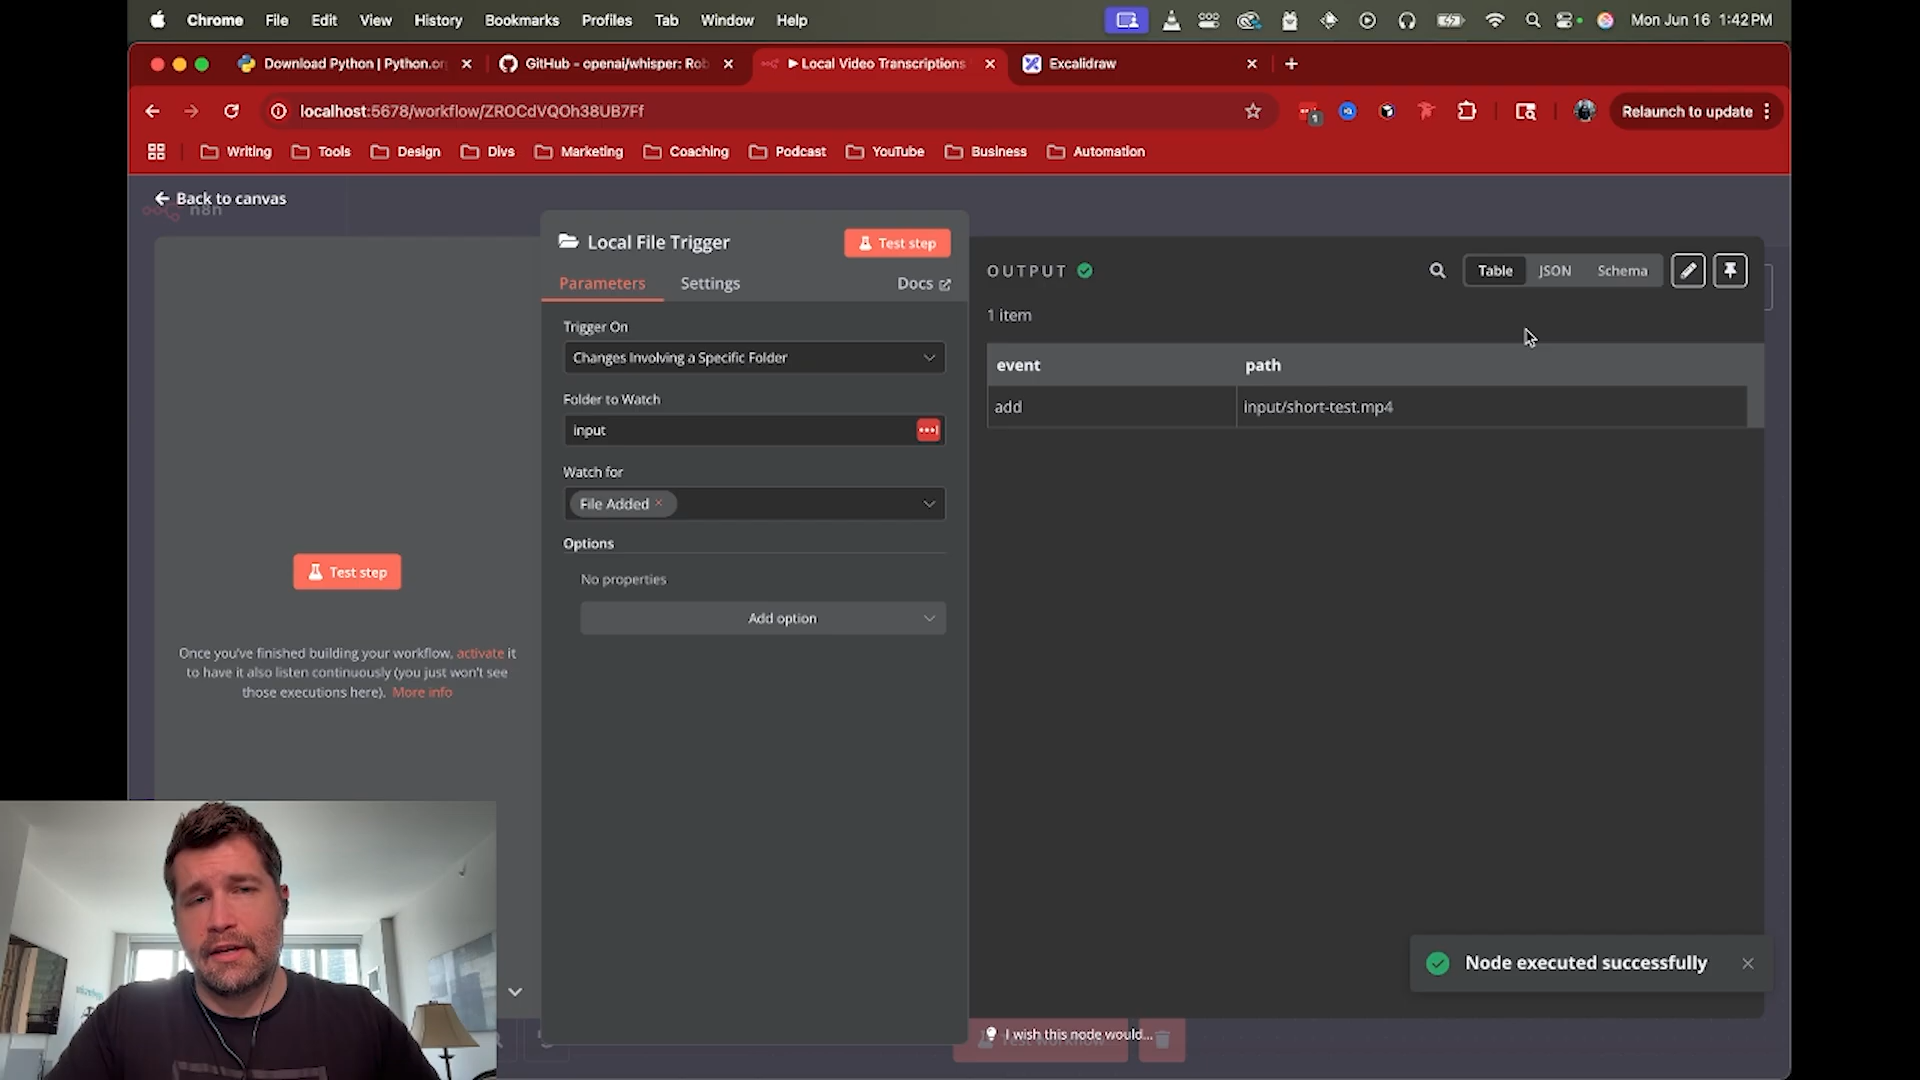 Chrome File Edit View History Bookmarks Profiles Tab Window Help Mon Jun 16 1:42 PM
Download Python | Python.or GitHub - openai/whisper: Rob Local Video Transcriptions Excalidraw
localhost:5678/workflow/ZROCdVQOh38UB7Ff 1 Relaunch to update
Writing Tools Design Divs Marketing Coaching Podcast YouTube Business Automation
Back to canvas
n8n
Local File Trigger Test step
Parameters Settings Docs
Trigger On
Changes Involving a Specific Folder
Folder to Watch
input
Watch for
File Added ×
Options
No properties
Add option
Test step
Once you've finished building your workflow, activate it
to have it also listen continuously (you just won't see
those executions here). More info
OUTPUT Table JSON Schema
1 item
event path
add input/short-test.mp4
Node executed successfully
I wish this node would...